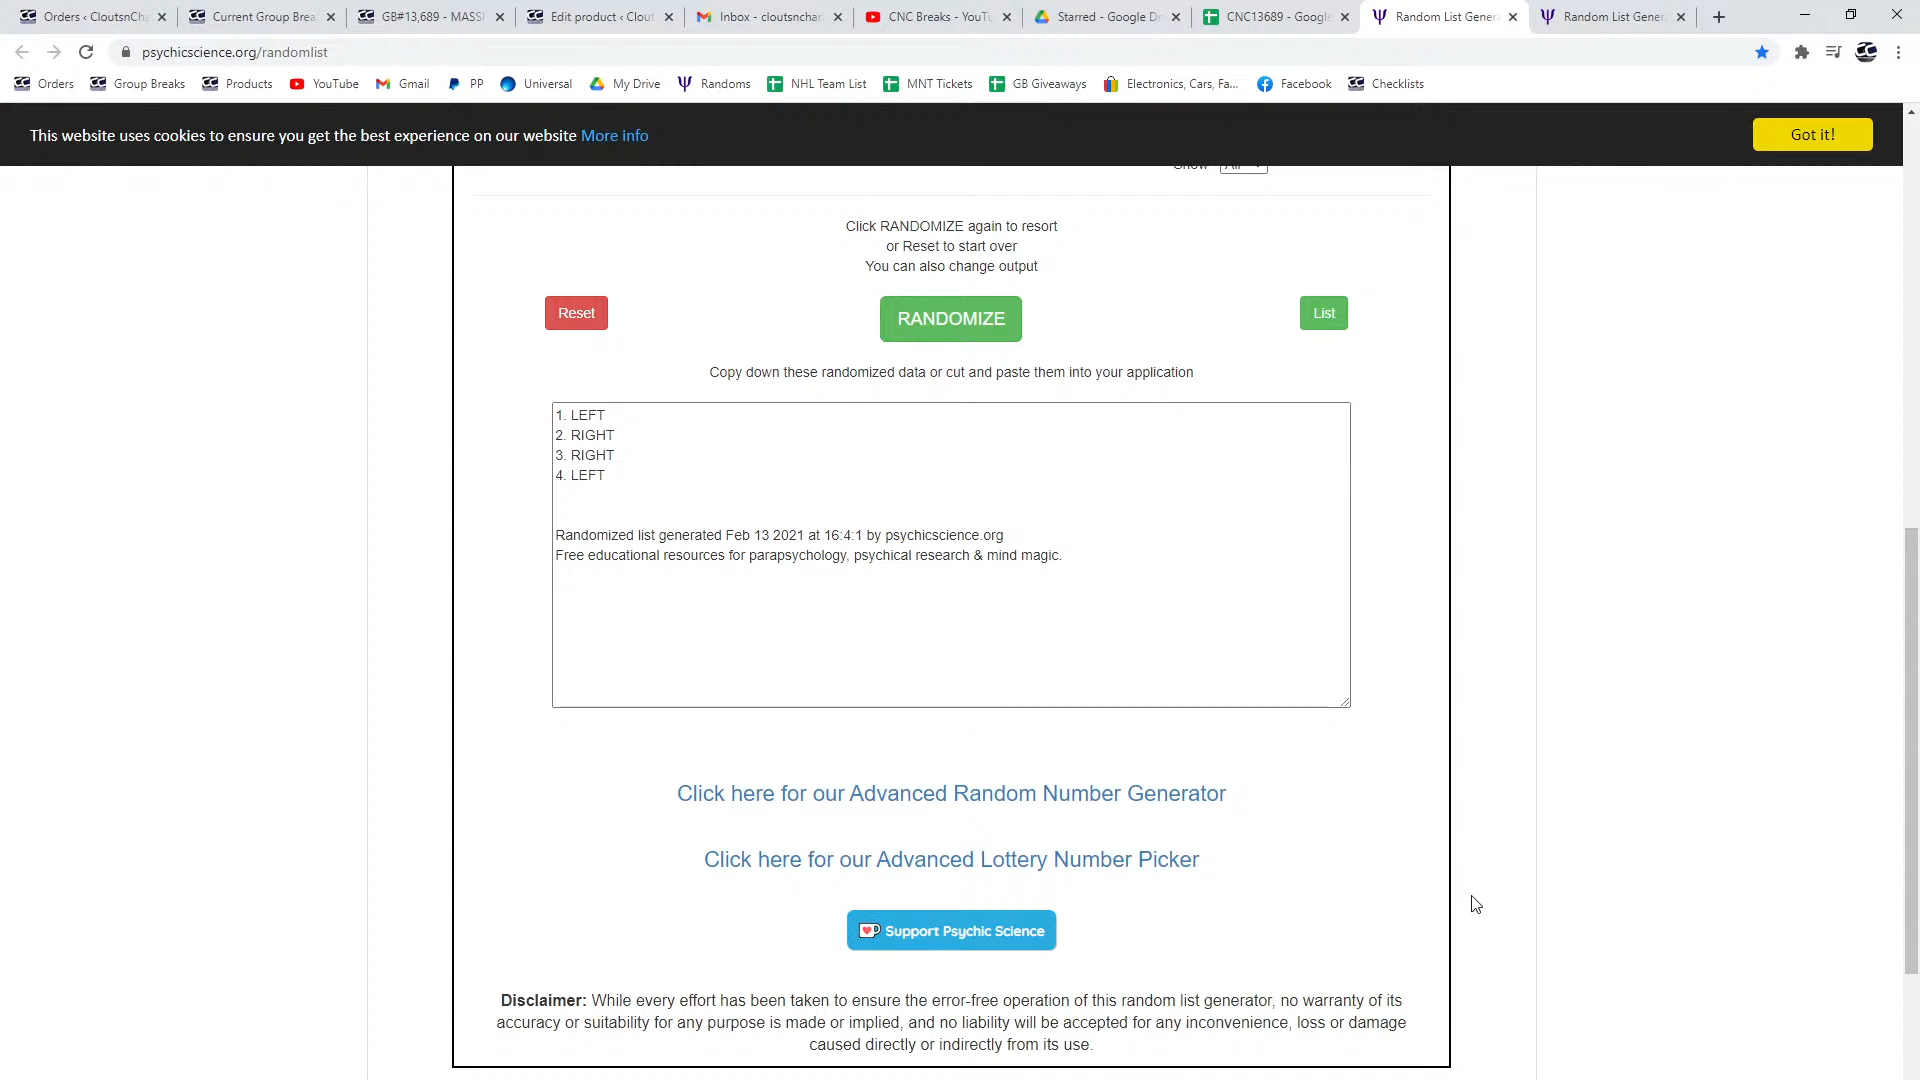 Orders ‹ CloutsnCha
Current Group Brea
GB#13,689 - MASSI
Edit product ‹ Clout
Inbox - cloutsnchar
CNC Breaks - YouTu
Starred - Google Dr
CNC13689 - Google
Random List Genera
Random List Genera
psychicscience.org/randomlist
Orders
Group Breaks
Products
YouTube
Gmail
PP
Universal
My Drive
Randoms
NHL Team List
MNT Tickets
GB Giveaways
Electronics, Cars, Fa...
Facebook
Checklists
This website uses cookies to ensure you get the best experience on our website More info
Got it!
Show All
Click RANDOMIZE again to resort
or Reset to start over
You can also change output
Reset
RANDOMIZE
List
Copy down these randomized data or cut and paste them into your application
1. LEFT
2. RIGHT
3. RIGHT
4. LEFT
Randomized list generated Feb 13 2021 at 16:4:1 by psychicscience.org
Free educational resources for parapsychology, psychical research & mind magic.
Click here for our Advanced Random Number Generator
Click here for our Advanced Lottery Number Picker
Support Psychic Science
Disclaimer: While every effort has been taken to ensure the error-free operation of this random list generator, no warranty of its
accuracy or suitability for any purpose is made or implied, and no liability will be accepted for any inconvenience, loss or damage
caused directly or indirectly from its use.